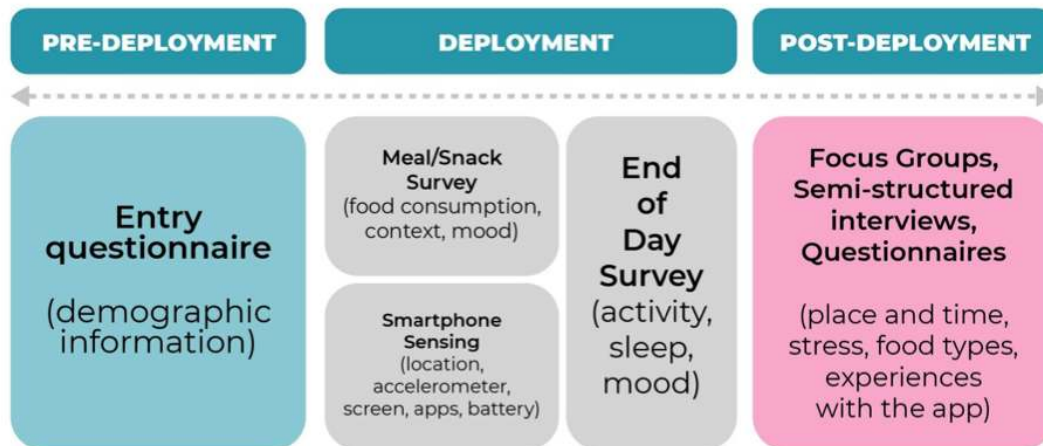 PRE-DEPLOYMENT
DEPLOYMENT
POST-DEPLOYMENT
Entry
questionnaire
(demographic
information)
Meal/Snack
Survey
(food consumption,
context, mood)
Smartphone
Sensing
(location,
accelerometer,
screen, apps, battery)
End
of
Day
Survey
(activity,
sleep,
mood)
Focus Groups,
Semi-structured
interviews,
Questionnaires
(place and time,
stress, food types,
experiences
with the app)